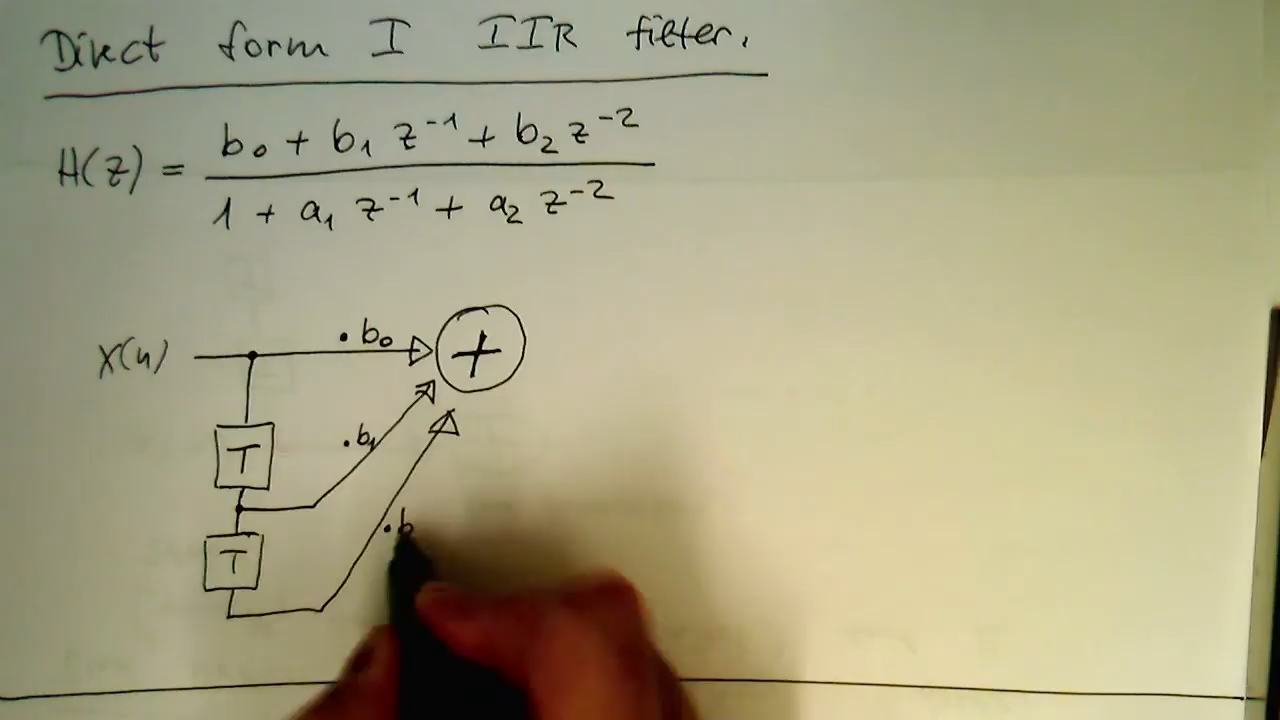 Direct form I IIR filter.
H(z) = b₀ + b₁ z⁻¹ + b₂ z⁻²
1 + a₁ z⁻¹ + a₂ z⁻²
x(n)
· b₀
+
· b₁
T
· b
T